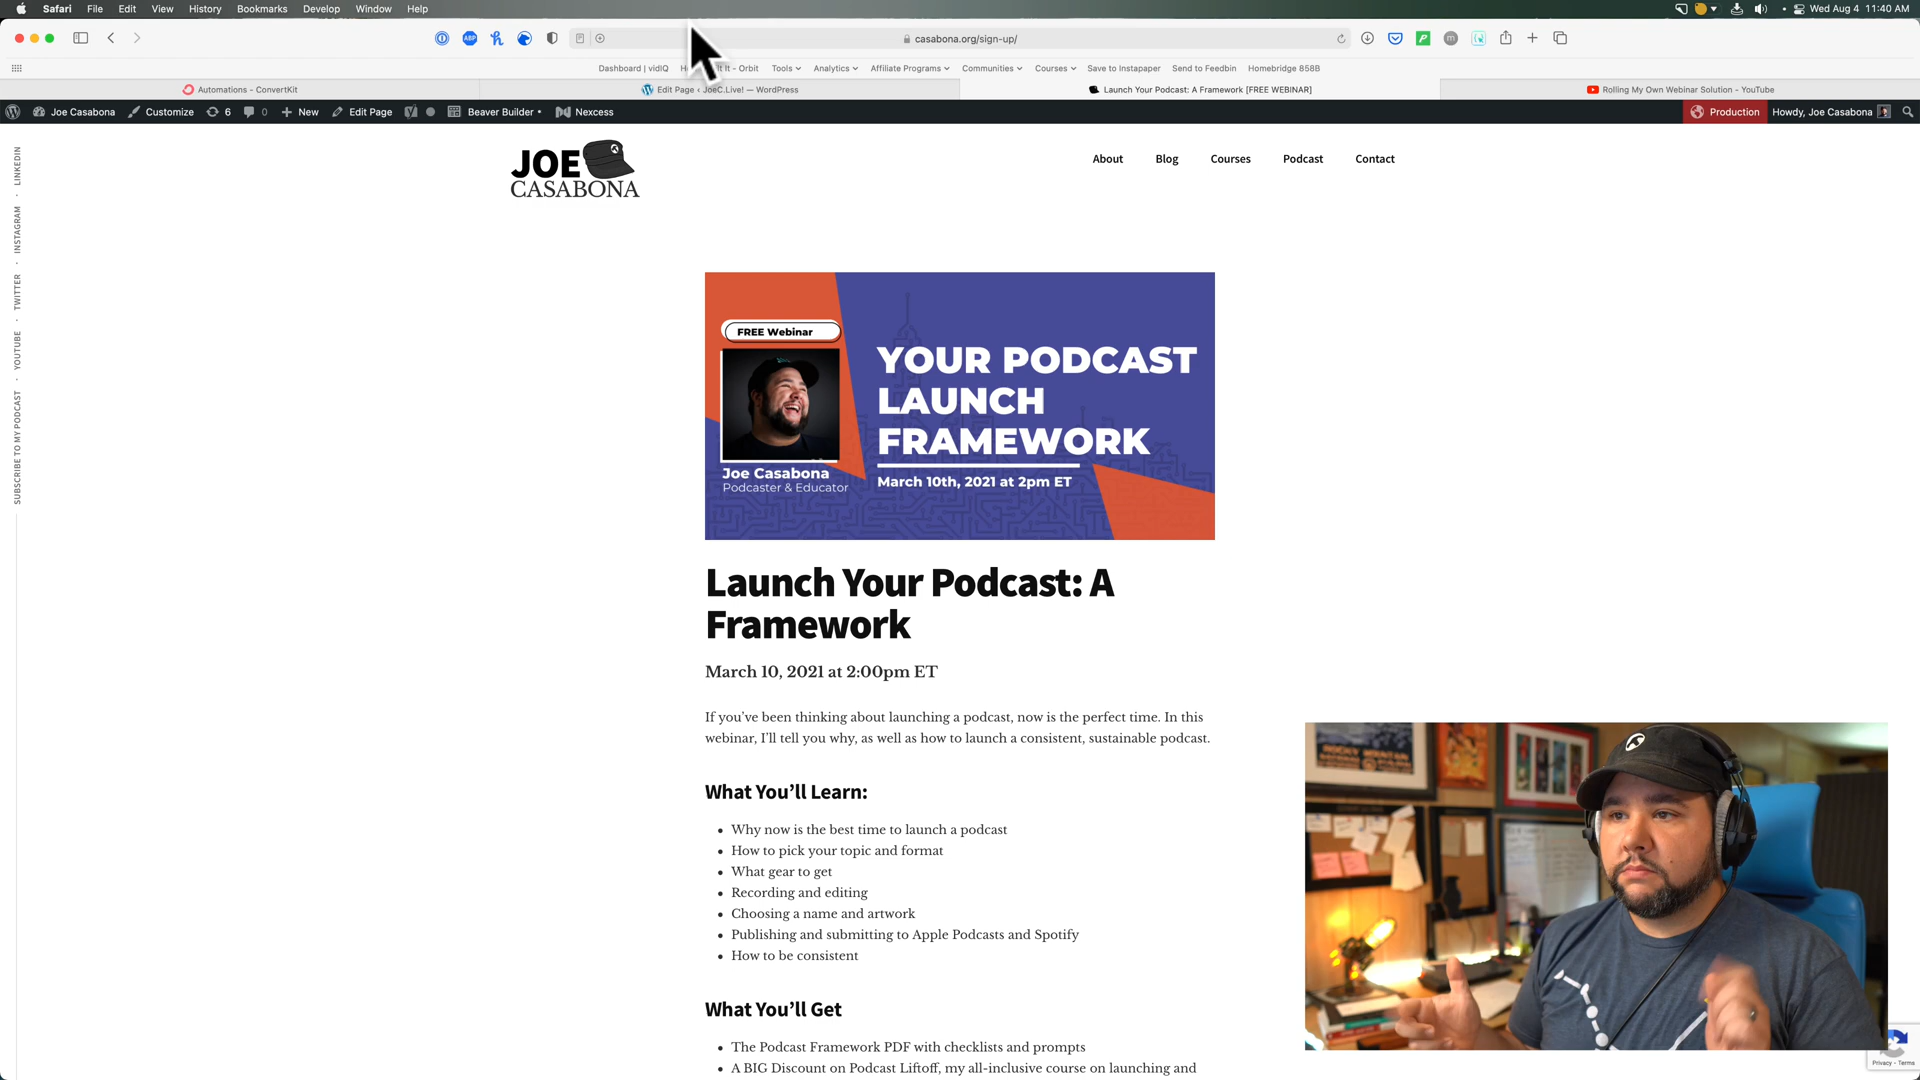 Safari File Edit View History Bookmarks Develop Window Help Wed Aug 4 11:40 AM
casabona.org/sign-up/
Dashboard | vidIQ It – Orbit Tools Analytics Affiliate Programs Communities Courses Save to Instapaper Send to Feedbin Homebridge 858B
Automations - ConvertKit Edit Page ‹ JoeC.Live! — WordPress Launch Your Podcast: A Framework [FREE WEBINAR] Rolling My Own Webinar Solution - YouTube
Joe Casabona Customize 6 0 + New Edit Page Beaver Builder • Nexcess Production Howdy, Joe Casabona
JOE
CASABONA
About Blog Courses Podcast Contact
SUBSCRIBE TO MY PODCAST · YOUTUBE · TWITTER · INSTAGRAM · LINKEDIN
FREE Webinar
YOUR PODCAST
LAUNCH
FRAMEWORK
March 10th, 2021 at 2pm ET
Joe Casabona
Podcaster & Educator
Launch Your Podcast: A
Framework
March 10, 2021 at 2:00pm ET
If you’ve been thinking about launching a podcast, now is the perfect time. In this
webinar, I’ll tell you why, as well as how to launch a consistent, sustainable podcast.
What You’ll Learn:
• Why now is the best time to launch a podcast
• How to pick your topic and format
• What gear to get
• Recording and editing
• Choosing a name and artwork
• Publishing and submitting to Apple Podcasts and Spotify
• How to be consistent
What You’ll Get
• The Podcast Framework PDF with checklists and prompts
• A BIG Discount on Podcast Liftoff, my all-inclusive course on launching and
Privacy - Terms